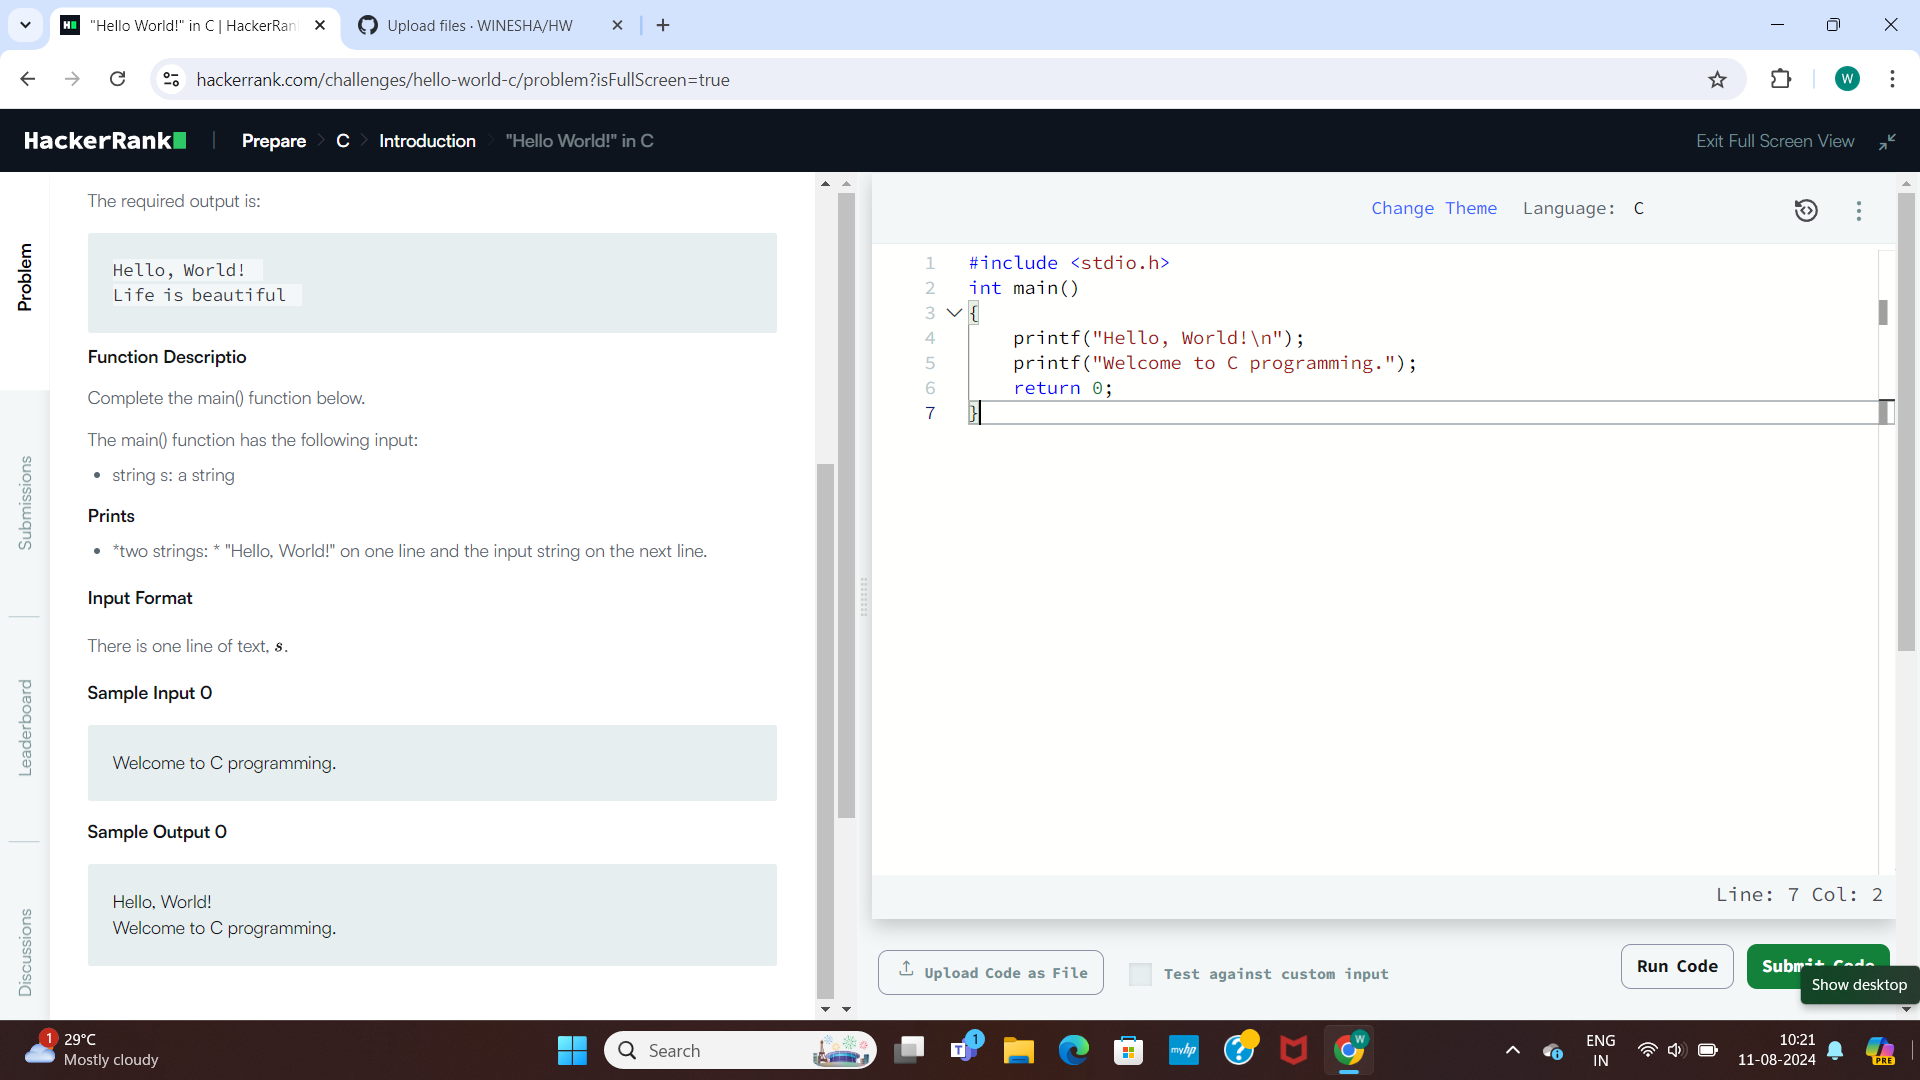 "Hello World!" in C | HackerRan
Upload files · WINESHA/HW
hackerrank.com/challenges/hello-world-c/problem?isFullScreen=true
W
HackerRank
Prepare
C
Introduction
"Hello World!" in C
Exit Full Screen View
Problem
Submissions
Leaderboard
Discussions
The required output is:
Hello, World!
Life is beautiful
Function Descriptio
Complete the main() function below.
The main() function has the following input:
• string s: a string
Prints
• *two strings: * "Hello, World!" on one line and the input string on the next line.
Input Format
There is one line of text, s.
Sample Input 0
Welcome to C programming.
Sample Output 0
Hello, World!
Welcome to C programming.
Change Theme
Language: C
1 #include <stdio.h>
2 int main()
3 {
4 printf("Hello, World!\n");
5 printf("Welcome to C programming.");
6 return 0;
7 }
Line: 7 Col: 2
Upload Code as File
Test against custom input
Run Code
Submit Code
Show desktop
1
29°C
Mostly cloudy
Search
T
1
myhp
?
W
ENG
IN
10:21
11-08-2024
PRE